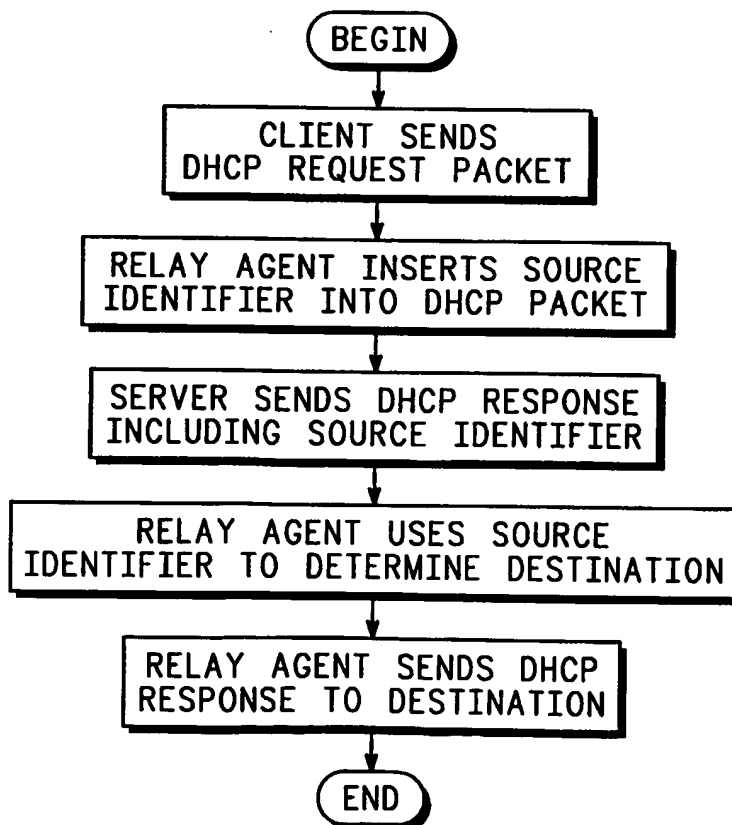 BEGIN
CLIENT SENDS
DHCP REQUEST PACKET
RELAY AGENT INSERTS SOURCE
IDENTIFIER INTO DHCP PACKET
SERVER SENDS DHCP RESPONSE
INCLUDING SOURCE IDENTIFIER
RELAY AGENT USES SOURCE
IDENTIFIER TO DETERMINE DESTINATION
RELAY AGENT SENDS DHCP
RESPONSE TO DESTINATION
END